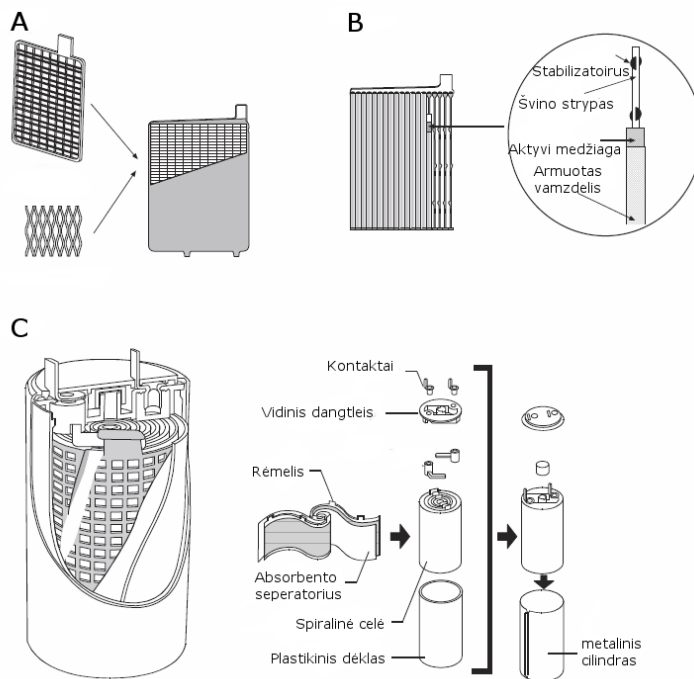 A
B
Stabilizatoirus
Švino strypas
Aktyvi medžiaga
Armuotas
vamzdelis
C
Kontaktai
Vidinis dangtleis
Rėmelis
Absorbento
seperatorius
Spiralinė celė
Plastikinis dėklas
metalinis
cilindras